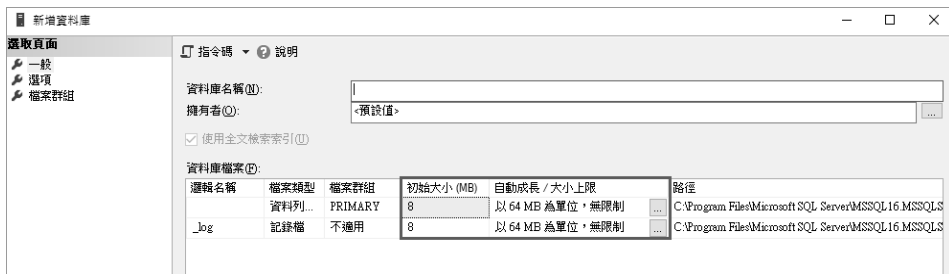 新增資料庫
選取頁面
一般
選項
檔案群組
指令碼 說明
資料庫名稱(N):
擁有者(O): <預設值> ...
使用全文檢索索引(U)
資料庫檔案(F):
邏輯名稱 檔案類型 檔案群組 初始大小 (MB) 自動成長 / 大小上限 路徑
資料列... PRIMARY 8 以 64 MB 為單位，無限制 ... C:\Program Files\Microsoft SQL Server\MSSQL16.MSSQLS
_log 記錄檔 不適用 8 以 64 MB 為單位，無限制 ... C:\Program Files\Microsoft SQL Server\MSSQL16.MSSQLS